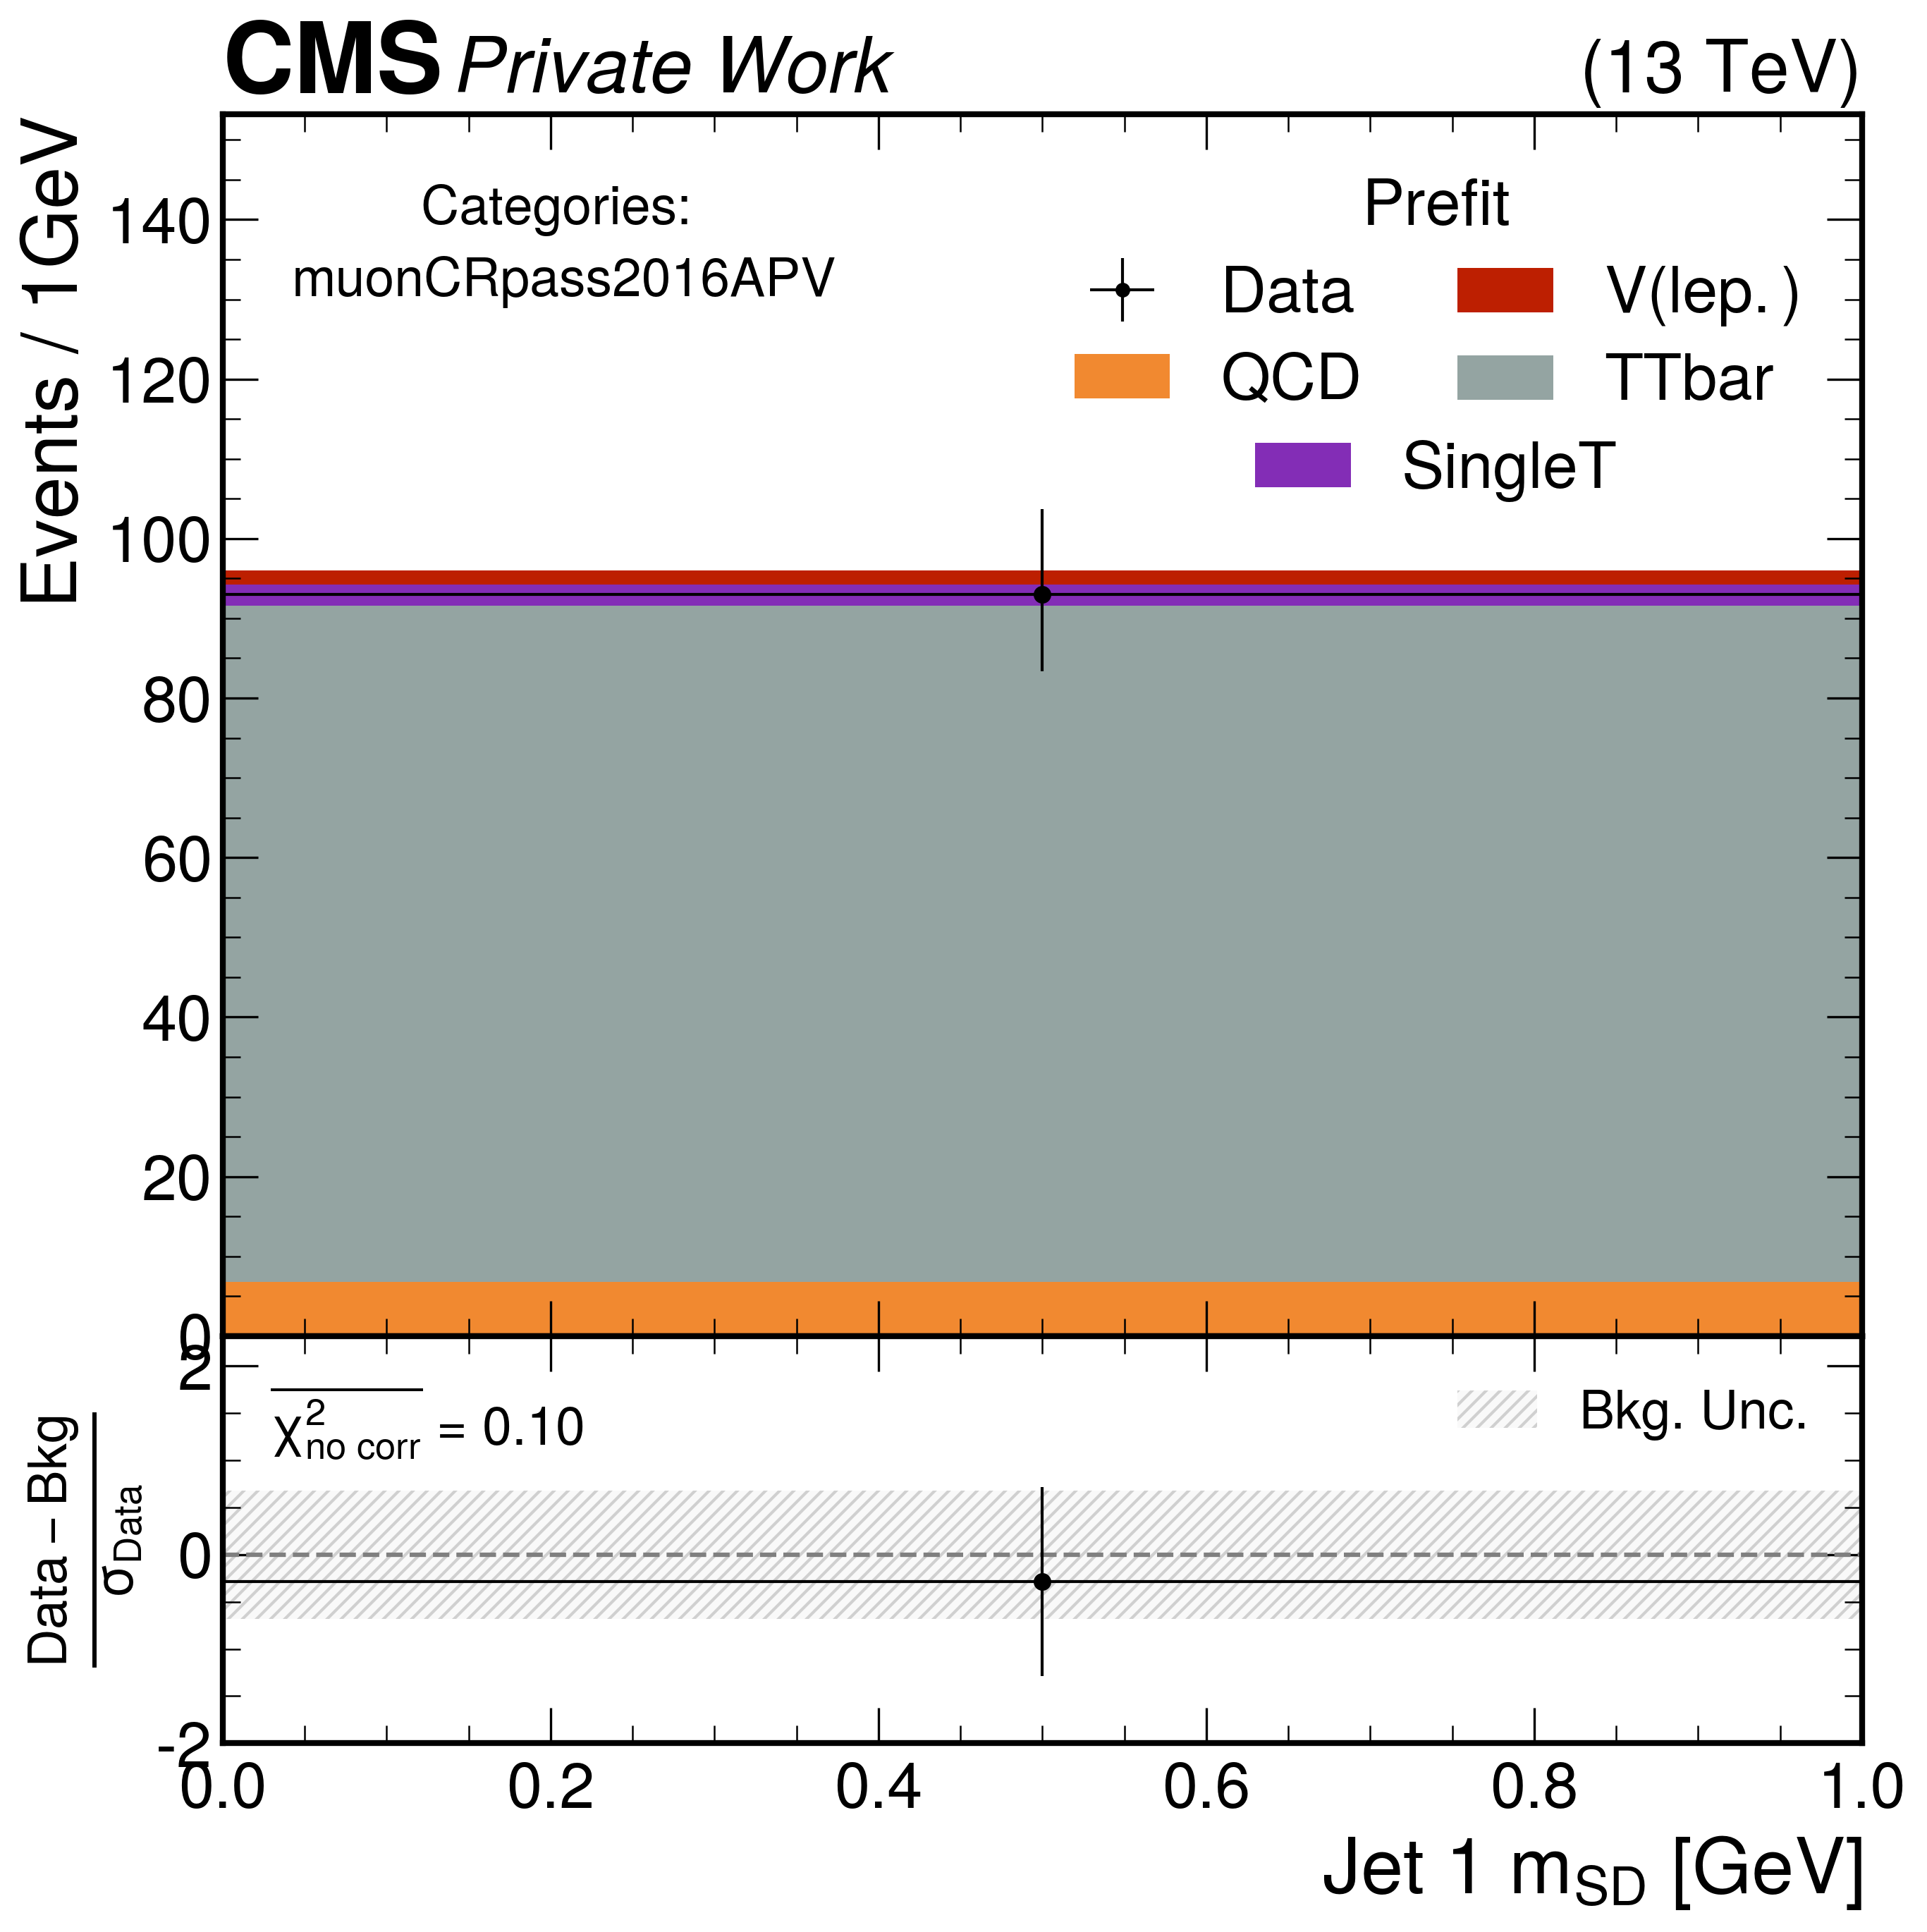 CMS Private Work (13 TeV)
Events / 1GeV
140
120
100
80
60
40
20
0
Categories:
muonCRpass2016APV
Prefit
Data V(lep.)
QCD TTbar
SingleT
Data – Bkg
σData
2
0
-2
χ²no corr = 0.10
Bkg. Unc.
0.0 0.2 0.4 0.6 0.8 1.0
Jet 1 mSD [GeV]